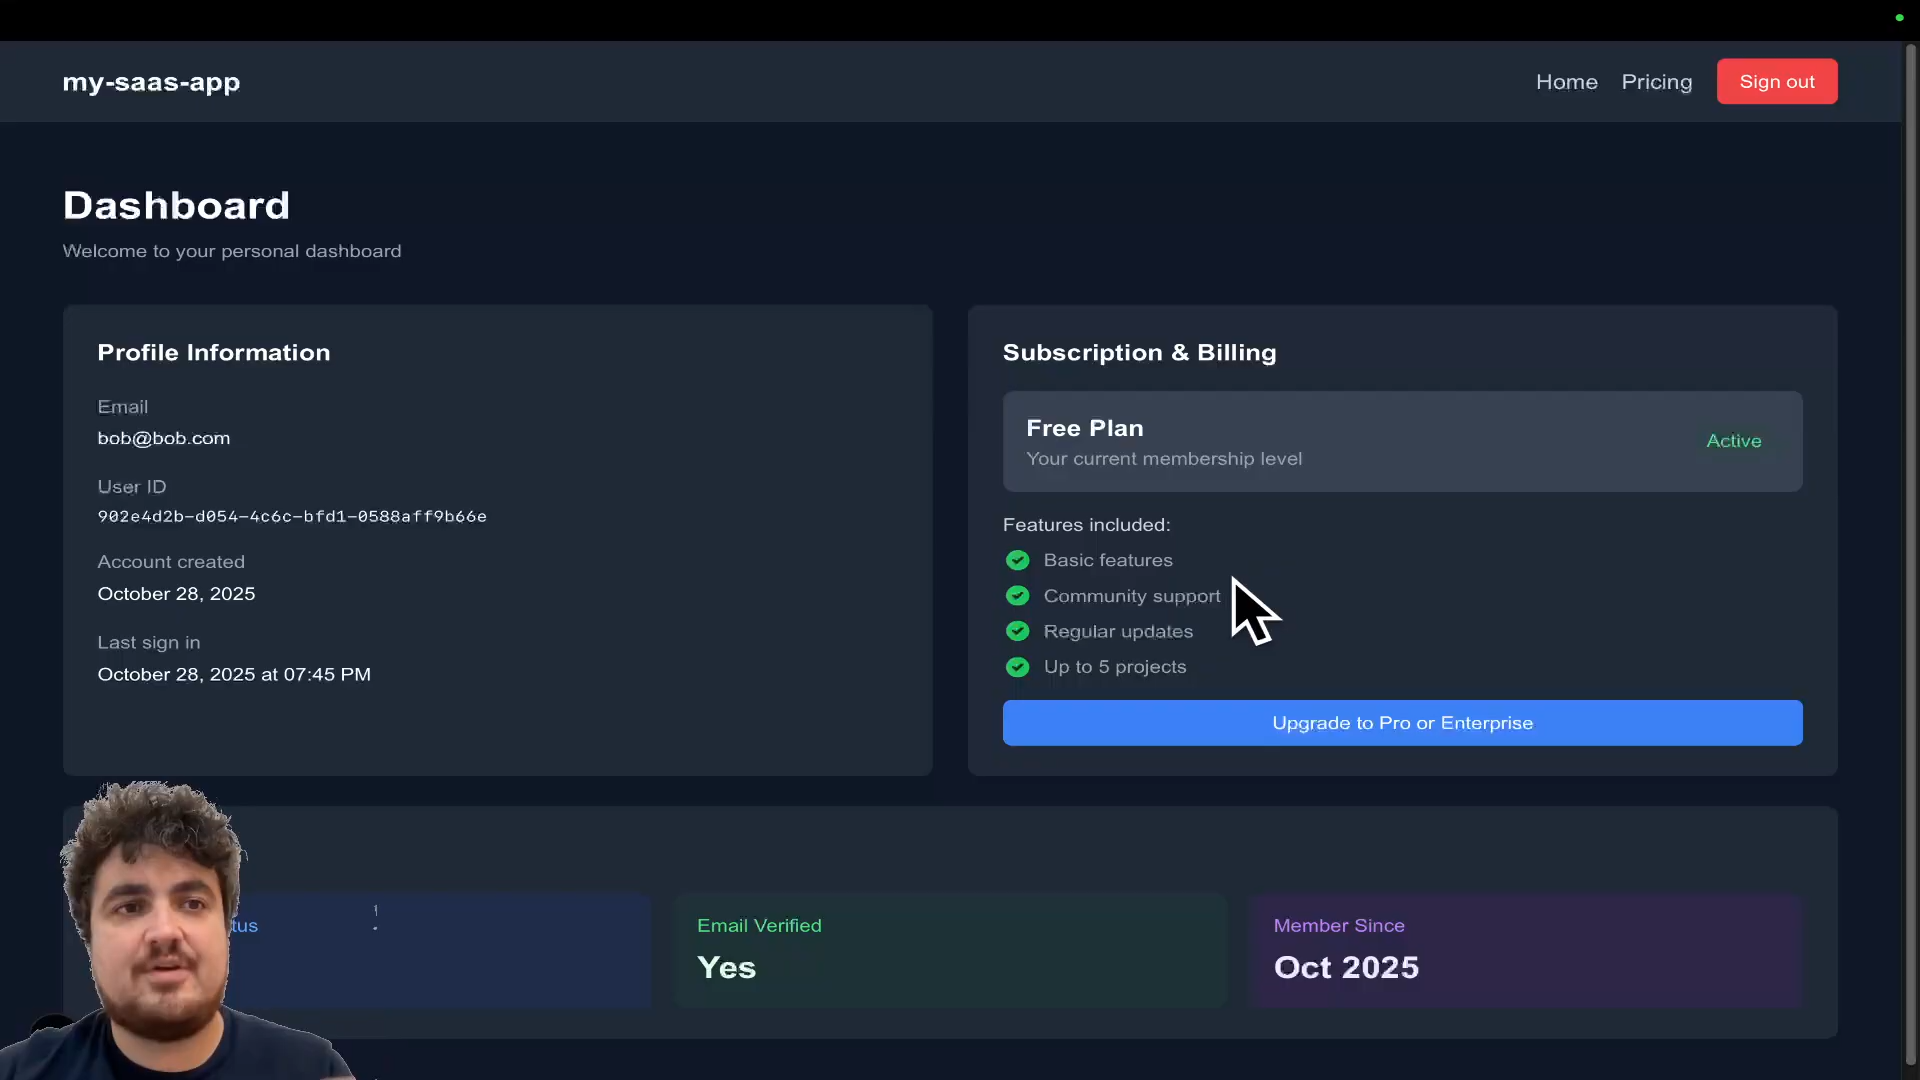 my-saas-app
Home
Pricing
Sign out
Dashboard
Welcome to your personal dashboard
Profile Information
Email
bob@bob.com
User ID
902e4d2b-d054-4c6c-bfd1-0588aff9b66e
Account created
October 28, 2025
Last sign in
October 28, 2025 at 07:45 PM
Subscription & Billing
Free Plan
Your current membership level
Active
Features included:
Basic features
Community support
Regular updates
Up to 5 projects
Upgrade to Pro or Enterprise
tus
Email Verified
Yes
Member Since
Oct 2025